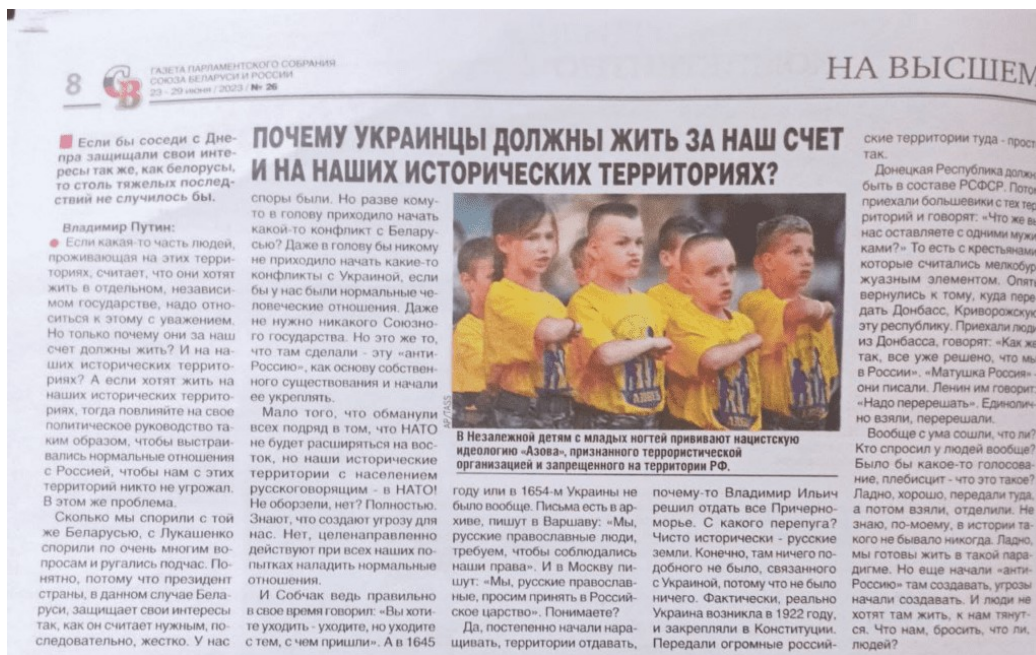 8
СВ
ГАЗЕТА ПАРЛАМЕНТСКОГО СОБРАНИЯ
СОЮЗА БЕЛАРУСИ И РОССИИ
23 - 29 июня / 2023 / № 26
НА ВЫСШЕМ
Если бы соседи с Дне-
пра защищали свои инте-
ресы так же, как белорусы,
то столь тяжелых послед-
ствий не случилось бы.
Владимир Путин:
● Если какая-то часть людей,
проживающая на этих терри-
ториях, считает, что они хотят
жить в отдельном, независи-
мом государстве, надо отно-
ситься к этому с уважением.
Но только почему они за наш
счет должны жить? И на на-
ших исторических террито-
риях? А если хотят жить на
наших исторических террито-
риях, тогда повлияйте на свое
политическое руководство та-
ким образом, чтобы выстраи-
вались нормальные отношения
с Россией, чтобы нам с этих
территорий никто не угрожал.
В этом же проблема.
Сколько мы спорили с той
же Беларусью, с Лукашенко
спорили по очень многим во-
просам и ругались подчас. По-
нятно, потому что президент
страны, в данном случае Бела-
руси, защищает свои интересы
так, как он считает нужным, по-
следовательно, жестко. У нас
ПОЧЕМУ УКРАИНЦЫ ДОЛЖНЫ ЖИТЬ ЗА НАШ СЧЕТ
И НА НАШИХ ИСТОРИЧЕСКИХ ТЕРРИТОРИЯХ?
споры были. Но разве кому-
то в голову приходило начать
какой-то конфликт с Белару-
сью? Даже в голову бы никому
не приходило начать какие-то
конфликты с Украиной, если
бы у нас были нормальные че-
ловеческие отношения. Даже
не нужно никакого Союзно-
го государства. Но это же то,
что там сделали - эту «анти-
Россию», как основу собствен-
ного существования и начали
ее укреплять.
Мало того, что обманули
всех подряд в том, что НАТО
не будет расширяться на вос-
ток, но наши исторические
территории с населением
русскоговорящим - в НАТО!
Не оборзели, нет? Полностью.
Знают, что создают угрозу для
нас. Нет, целенаправленно
действуют при всех наших по-
пытках наладить нормальные
отношения.
И Собчак ведь правильно
в свое время говорил: «Вы хоти-
те уходить - уходите, но уходите
с тем, с чем пришли». А в 1645
AP/TASS
В Незалежной детям с младых ногтей прививают нацистскую
идеологию «Азова», признанного террористической
организацией и запрещенного на территории РФ.
году или в 1654-м Украины не
было вообще. Письма есть в ар-
хиве, пишут в Варшаву: «Мы,
русские православные люди,
требуем, чтобы соблюдались
наши права». И в Москву пи-
шут: «Мы, русские православ-
ные, просим принять в Россий-
ское царство». Понимаете?
Да, постепенно начали нара-
щивать, территории отдавать,
почему-то Владимир Ильич
решил отдать все Причерно-
морье. С какого перепуга?
Чисто исторически - русские
земли. Конечно, там ничего по-
добного не было, связанного
с Украиной, потому что не было
ничего. Фактически, реально
Украина возникла в 1922 году,
и закрепляли в Конституции.
Передали огромные россий-
ские территории туда - прост
так.
Донецкая Республика должн
быть в составе РСФСР. Пот
приехали большевики с тех тер
риторий и говорят: «Что же в
нас оставляете с одними мужи
ками?» То есть с крестьянами
которые считались мелкобур
жуазным элементом. Опят
вернулись к тому, куда пере
дать Донбасс, Криворожскую
эту республику. Приехали люд
из Донбасса, говорят: «Как же
так, все уже решено, что м
в России». «Матушка Россия» -
они писали. Ленин им говори
«Надо перерешать». Единолич
но взяли, перерешали.
Вообще с ума сошли, что ли?
Кто спросил у людей вообще?
Было бы какое-то голосова
ние, плебисцит - что это такое?
Ладно, хорошо, передали туда
а потом взяли, отделили. Не
знаю, по-моему, в истории та
кого не бывало никогда. Ладно,
мы готовы жить в такой пара
дигме. Но еще начали «анти-
Россию» там создавать, угрозы
начали создавать. И люди не
хотят там жить, к нам тянут
ся. Что нам, бросить, что ли,
людей?